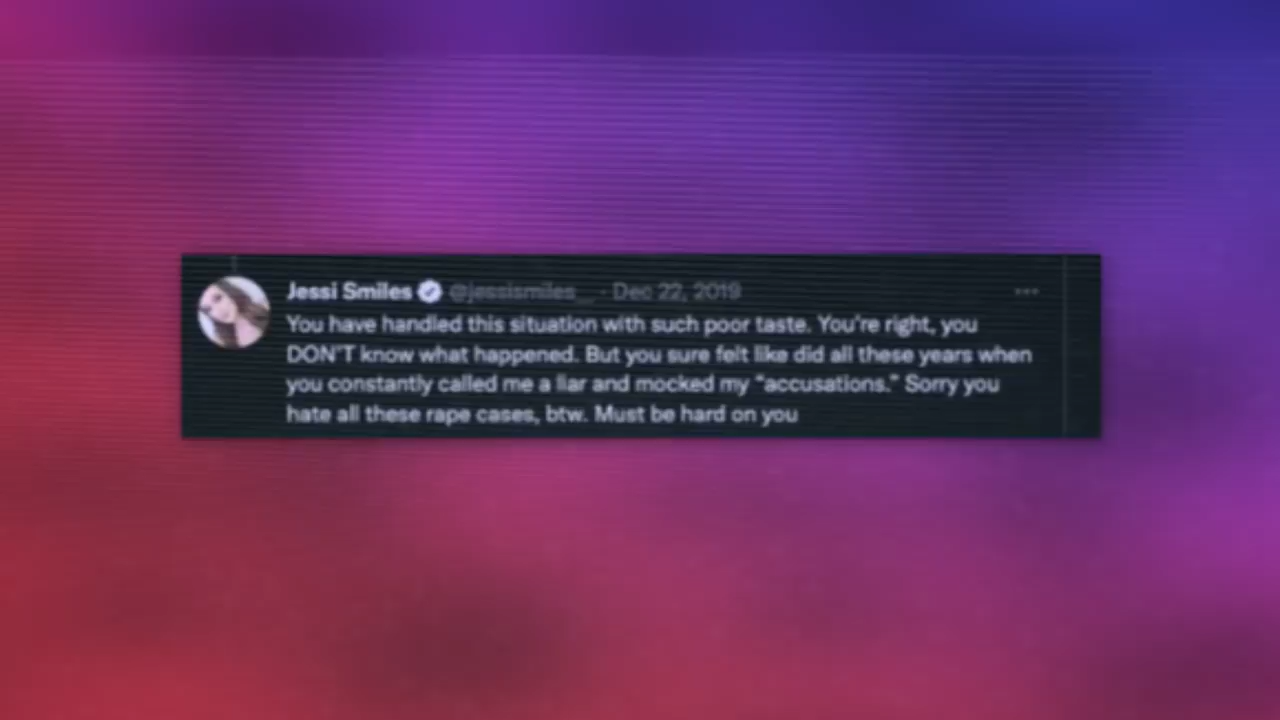 Jessi Smiles @jessismiles__ · Dec 22, 2019
You have handled this situation with such poor taste. You're right, you
DON'T know what happened. But you sure felt like did all these years when
you constantly called me a liar and mocked my “accusations.” Sorry you
hate all these rape cases, btw. Must be hard on you